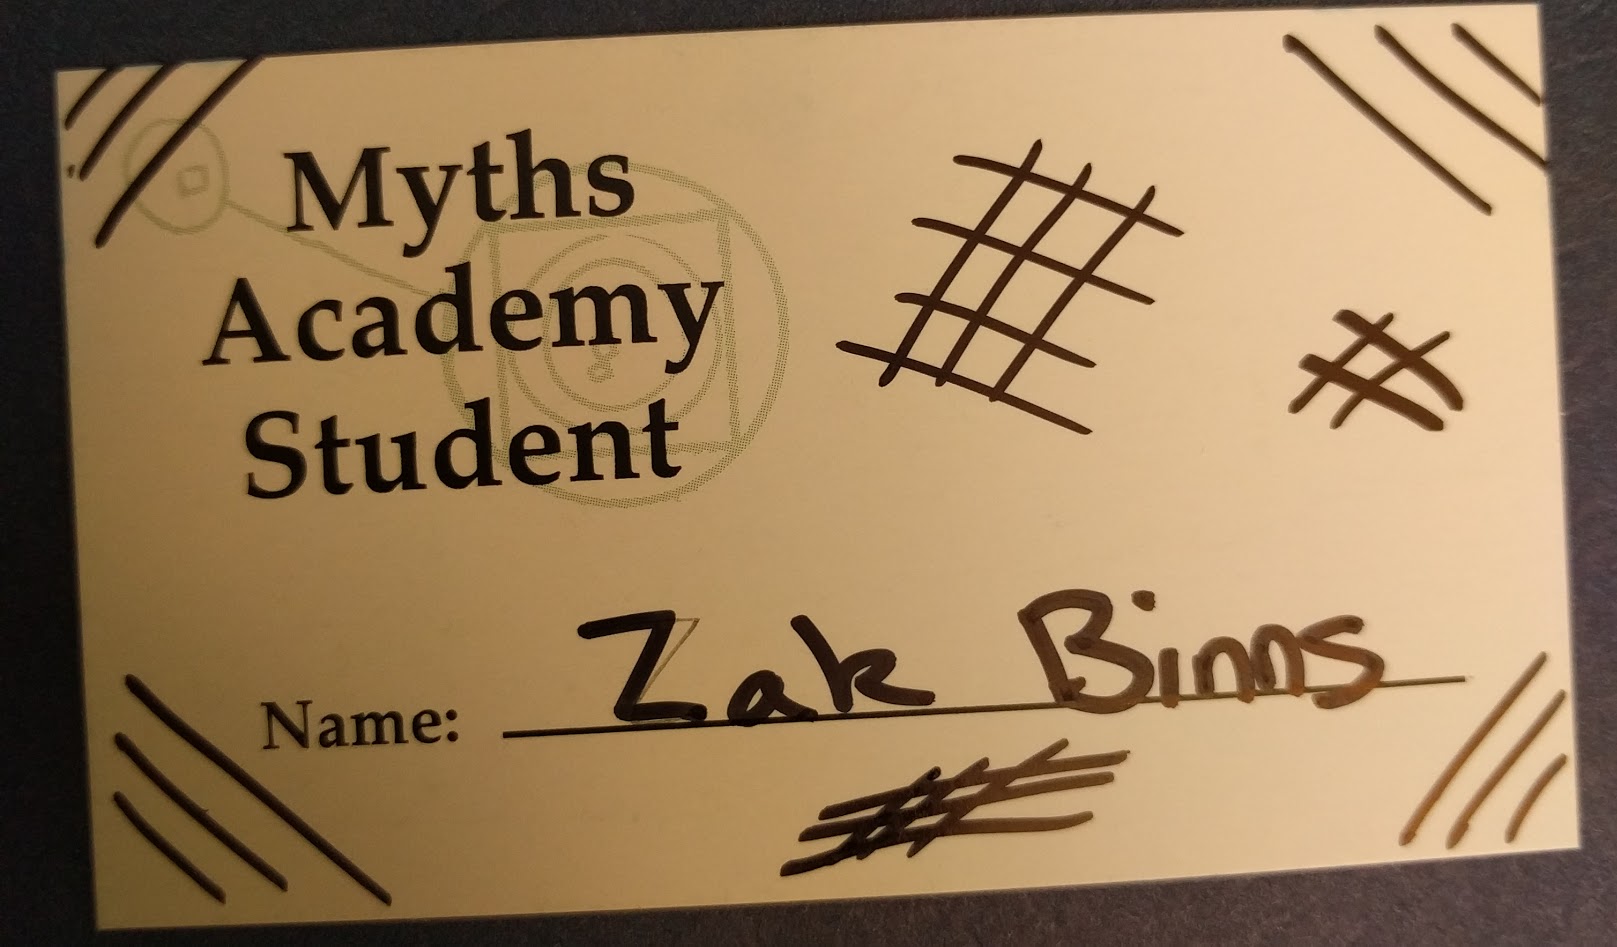 Myths
Academy
Student
Name: Zak Binns